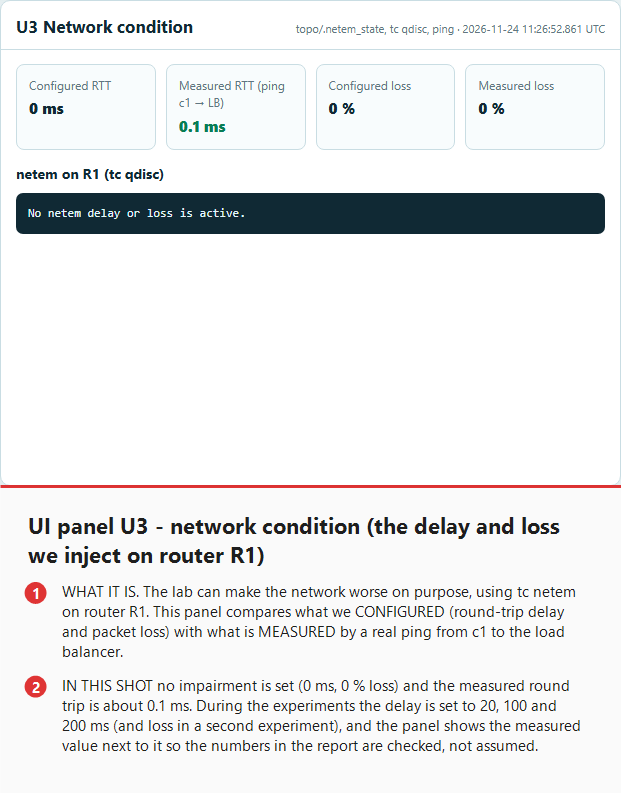 U3 Network condition
topo/.netem_state, tc qdisc, ping · 2026-11-24 11:26:52.861 UTC
Configured RTT
0 ms
Measured RTT (ping
c1 → LB)
0.1 ms
Configured loss
0 %
Measured loss
0 %
netem on R1 (tc qdisc)
No netem delay or loss is active.
UI panel U3 - network condition (the delay and loss
we inject on router R1)
1 WHAT IT IS. The lab can make the network worse on purpose, using tc netem
on router R1. This panel compares what we CONFIGURED (round-trip delay
and packet loss) with what is MEASURED by a real ping from c1 to the load
balancer.
2 IN THIS SHOT no impairment is set (0 ms, 0 % loss) and the measured round
trip is about 0.1 ms. During the experiments the delay is set to 20, 100 and
200 ms (and loss in a second experiment), and the panel shows the measured
value next to it so the numbers in the report are checked, not assumed.